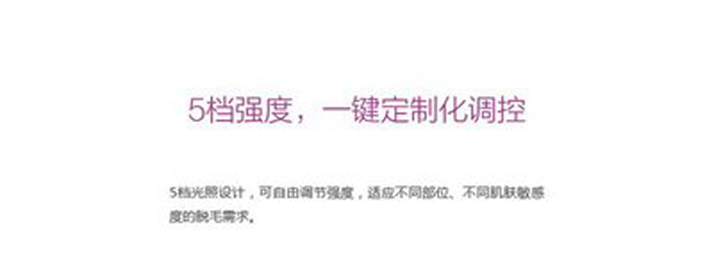 5档强度，一键定制化调控
5档光照设计，可自由调节强度，适应不同部位、不同肌肤敏感
度的脱毛需求。